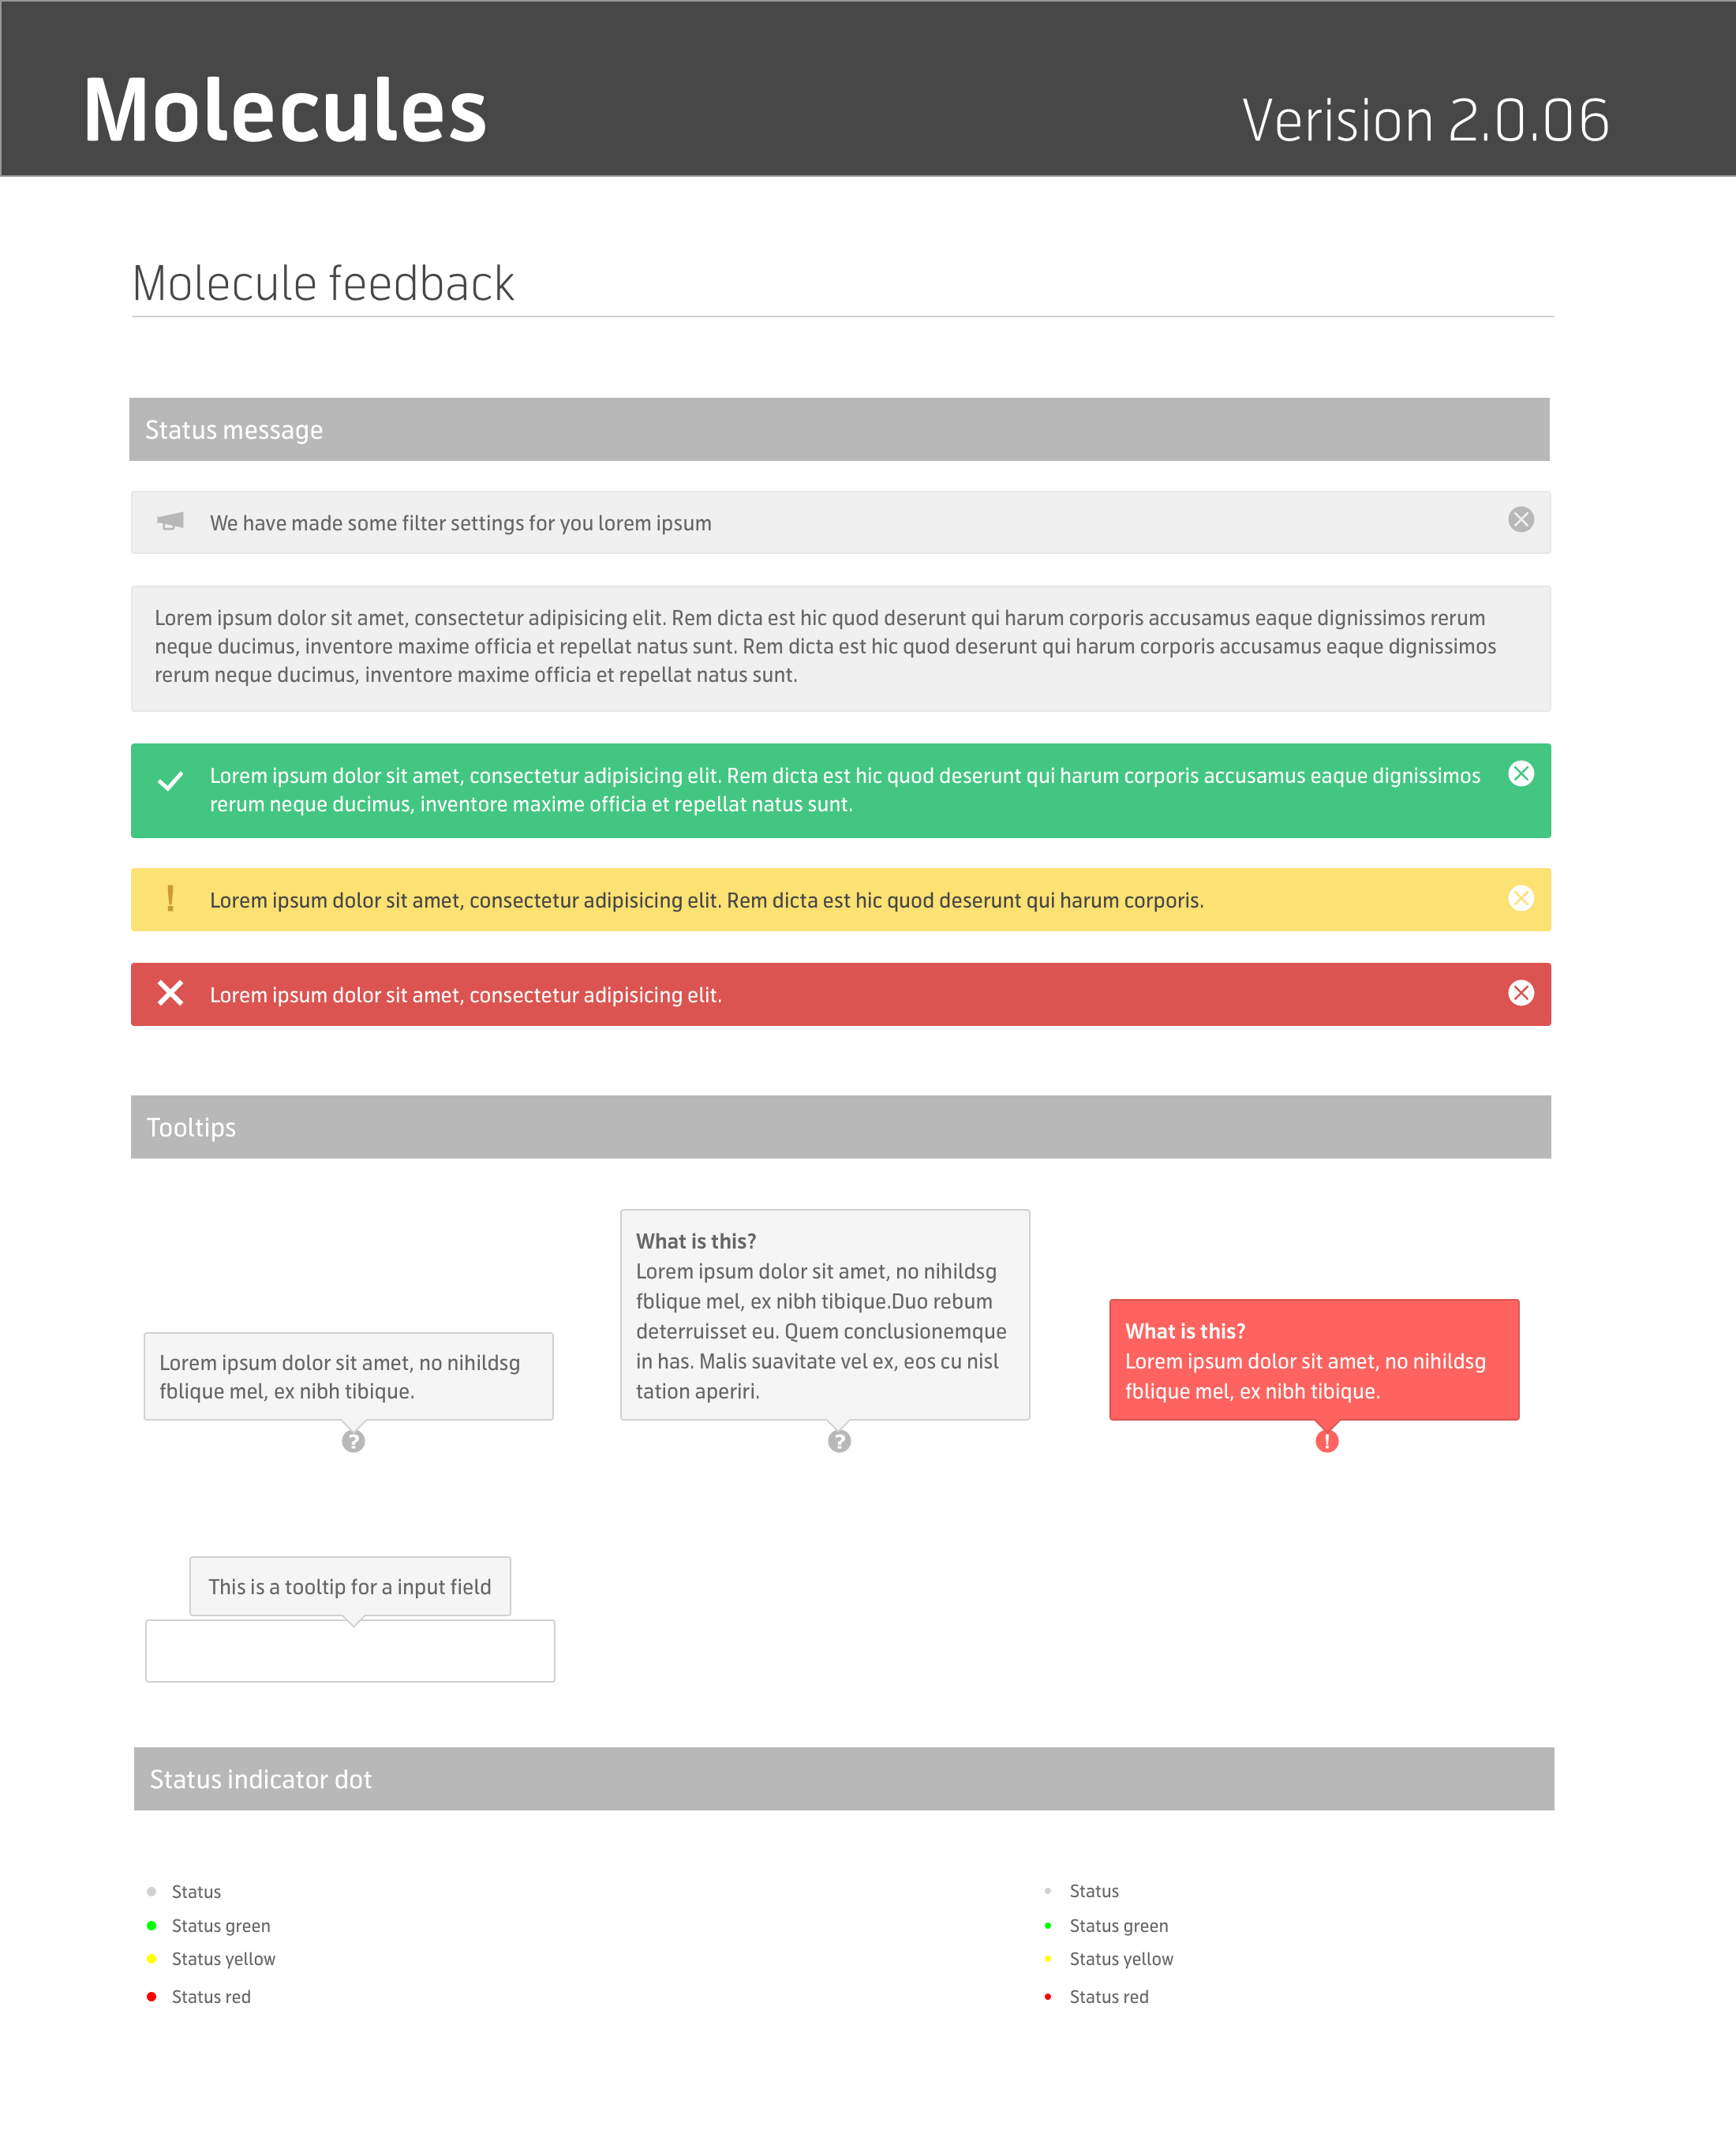 Molecules
Verision 2.0.06
Molecule feedback
Status message
We have made some filter settings for you lorem ipsum
Lorem ipsum dolor sit amet, consectetur adipisicing elit. Rem dicta est hic quod deserunt qui harum corporis accusamus eaque dignissimos rerum
neque ducimus, inventore maxime officia et repellat natus sunt. Rem dicta est hic quod deserunt qui harum corporis accusamus eaque dignissimos
rerum neque ducimus, inventore maxime officia et repellat natus sunt.
Lorem ipsum dolor sit amet, consectetur adipisicing elit. Rem dicta est hic quod deserunt qui harum corporis accusamus eaque dignissimos
rerum neque ducimus, inventore maxime officia et repellat natus sunt.
! Lorem ipsum dolor sit amet, consectetur adipisicing elit. Rem dicta est hic quod deserunt qui harum corporis.
Lorem ipsum dolor sit amet, consectetur adipisicing elit.
Tooltips
Lorem ipsum dolor sit amet, no nihildsg
fblique mel, ex nibh tibique.
?
What is this?
Lorem ipsum dolor sit amet, no nihildsg
fblique mel, ex nibh tibique.Duo rebum
deterruisset eu. Quem conclusionemque
in has. Malis suavitate vel ex, eos cu nisl
tation aperiri.
?
What is this?
Lorem ipsum dolor sit amet, no nihildsg
fblique mel, ex nibh tibique.
!
This is a tooltip for a input field
Status indicator dot
Status
Status green
Status yellow
Status red
Status
Status green
Status yellow
Status red